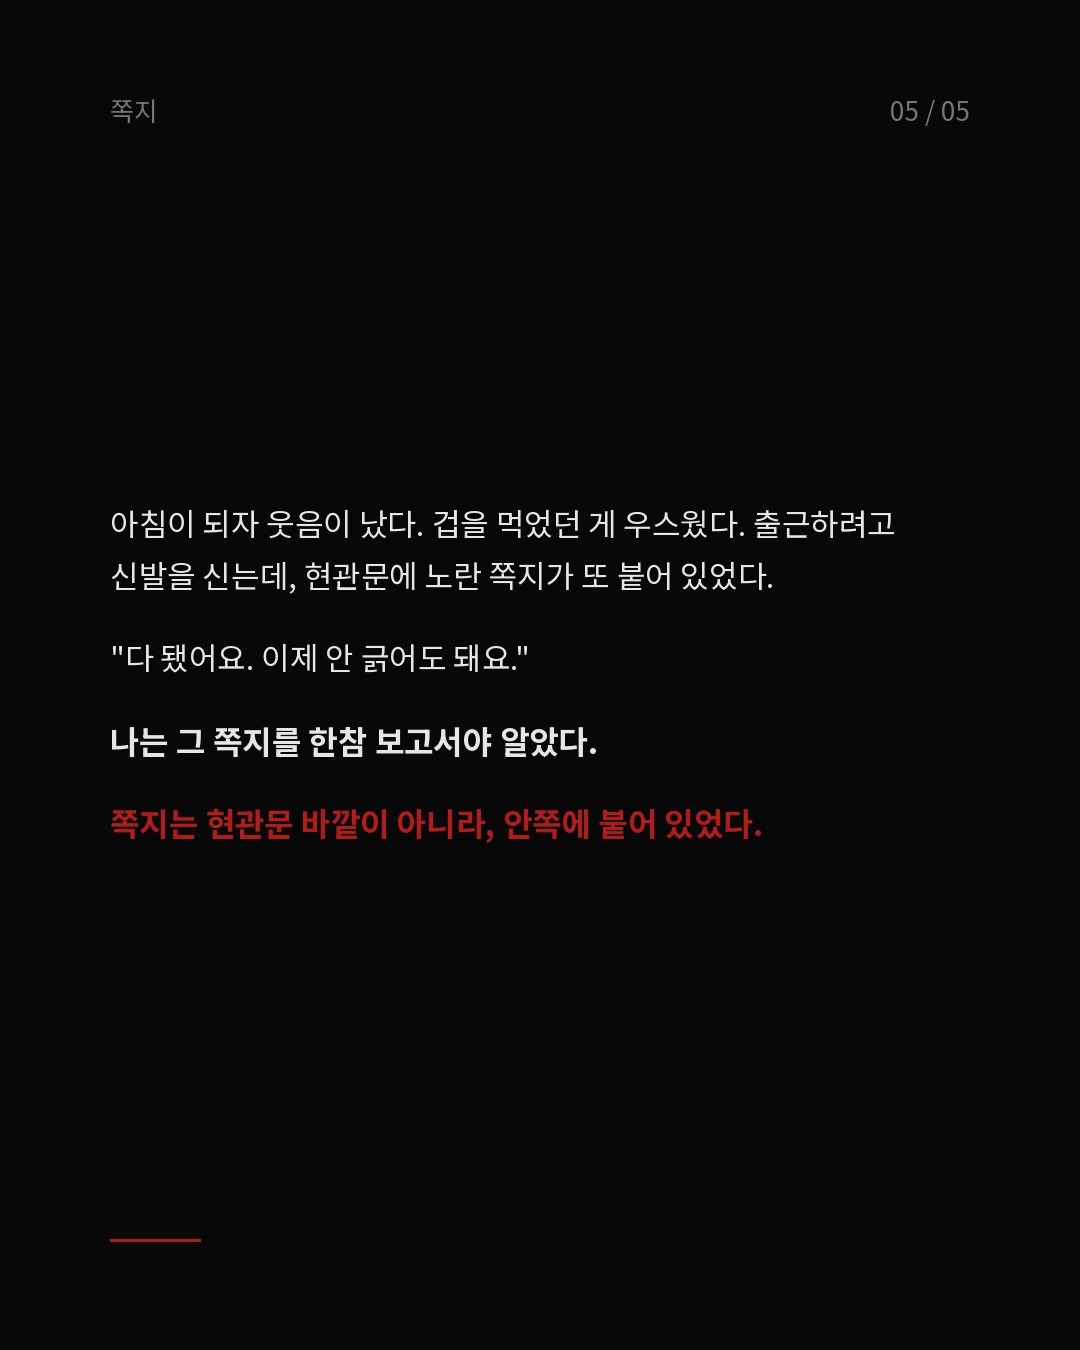 쪽지
05 / 05
아침이 되자 웃음이 났다. 겁을 먹었던 게 우스웠다. 출근하려고
신발을 신는데, 현관문에 노란 쪽지가 또 붙어 있었다.
"다 됐어요. 이제 안 긁어도 돼요."
나는 그 쪽지를 한참 보고서야 알았다.
쪽지는 현관문 바깥이 아니라, 안쪽에 붙어 있었다.